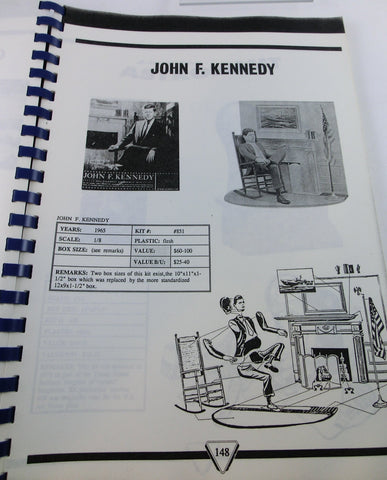 JOHN F. KENNEDY
JOHN F. KENNEDY
JOHN F. KENNEDY
YEARS: 1965 KIT #: #851
SCALE: 1/8 PLASTIC: flesh
BOX SIZE: (see remarks) VALUE: $60-100
VALUE B/U: $25-40
REMARKS: Two box sizes of this kit exist,the 10"x11"x1-
1/2" box which was replaced by the more standardized
12x9x1-1/2" box.
148